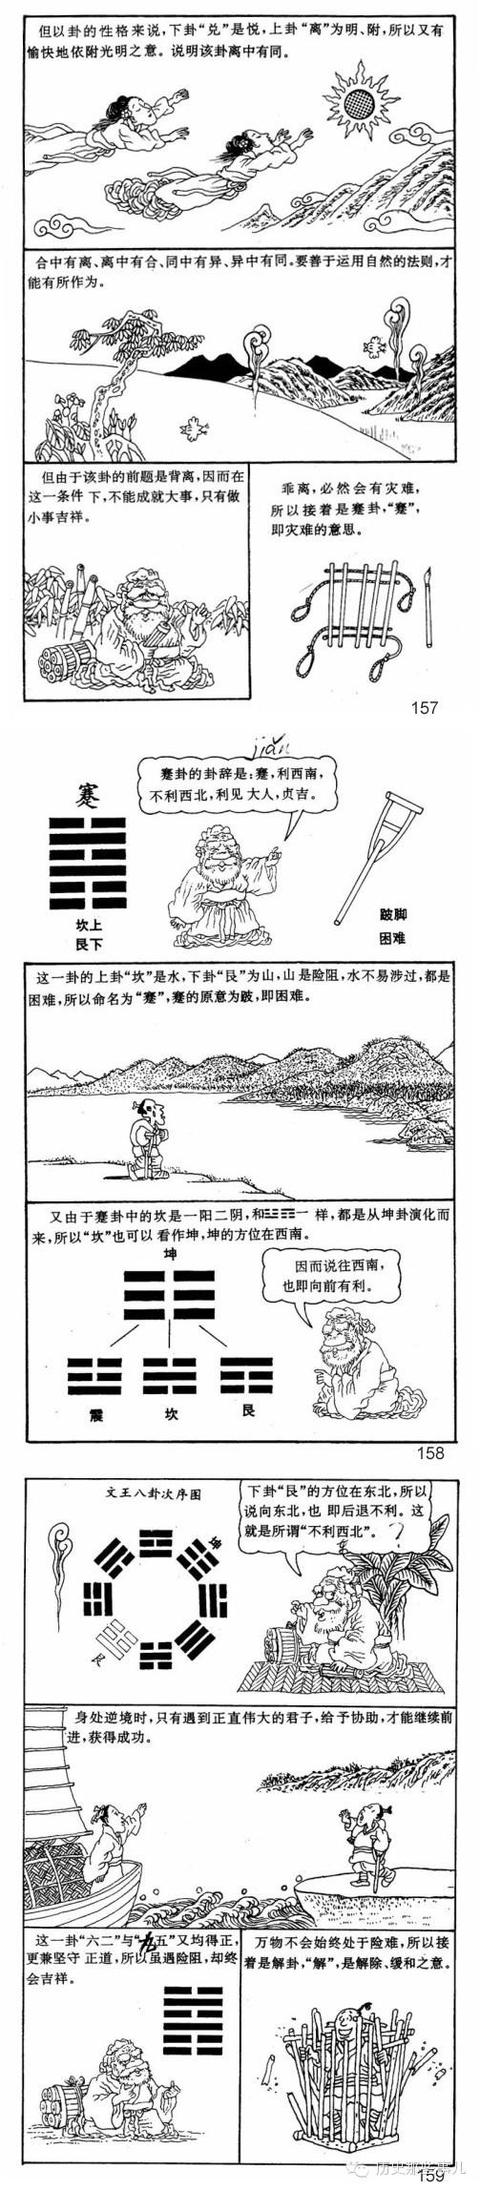 但以卦的性格来说,下卦“兑”是悦,上卦“离”为明、附,所以又有
愉快地依附光明之意。说明该卦离中有同。
合中有离、离中有合、同中有异、异中有同。要善于运用自然的法则,才
能有所作为。
但由于该卦的前题是背离,因而在
这一条件下,不能成就大事,只有做
小事吉祥。
乖离,必然会有灾难,
所以接着是蹇卦,“蹇”,
即灾难的意思。
157
jiǎn
蹇卦的卦辞是:蹇,利西南,
不利西北,利见大人,贞吉。
蹇
坎上
艮下
跛脚
困难
这一卦的上卦“坎”是水,下卦“艮”为山,山是险阻,水不易涉过,都是
困难,所以命名为“蹇”,蹇的原意为跛,即困难。
又由于蹇卦中的坎是一阳二阴,和☳☶一样,都是从坤卦演化而
来,所以“坎”也可以看作坤,坤的方位在西南。
坤
因而说往西南,
也即向前有利。
震
坎
艮
158
文王八卦次序图
坤
艮
下卦“艮”的方位在东北,所以
说向东北,也即后退不利。这
就是所谓“不利西北”。?
东
身处逆境时,只有遇到正直伟大的君子,给予协助,才能继续前
进,获得成功。
这一卦“六二”与“九五”又均得正,
更兼坚守正道,所以虽遇险阻,却终
会吉祥。
万物不会始终处于险难,所以接
着是解卦,“解”,是解除、缓和之意。
历史那些事儿
159